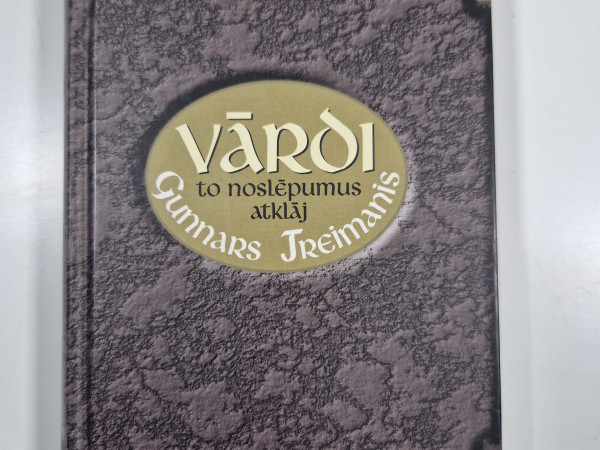 VĀRDI
to noslēpumus
atklāj
Gunnars Treimanis